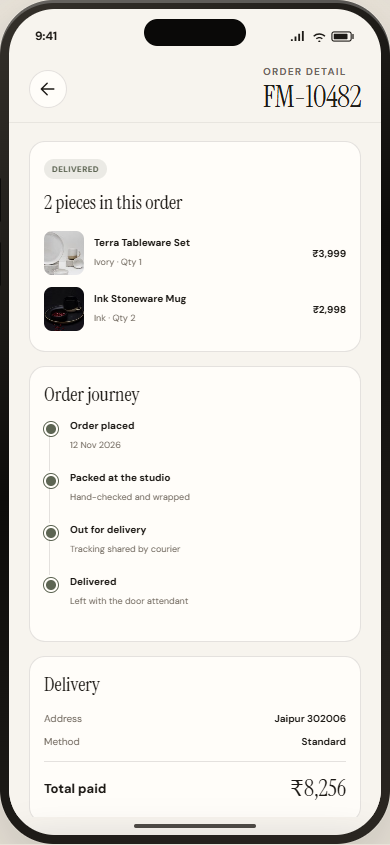 9:41
ORDER DETAIL
FM-10482
DELIVERED
2 pieces in this order
Terra Tableware Set
Ivory · Qty 1
₹3,999
Ink Stoneware Mug
Ink · Qty 2
₹2,998
Order journey
Order placed
12 Nov 2026
Packed at the studio
Hand-checked and wrapped
Out for delivery
Tracking shared by courier
Delivered
Left with the door attendant
Delivery
Address Jaipur 302006
Method Standard
Total paid ₹8,256